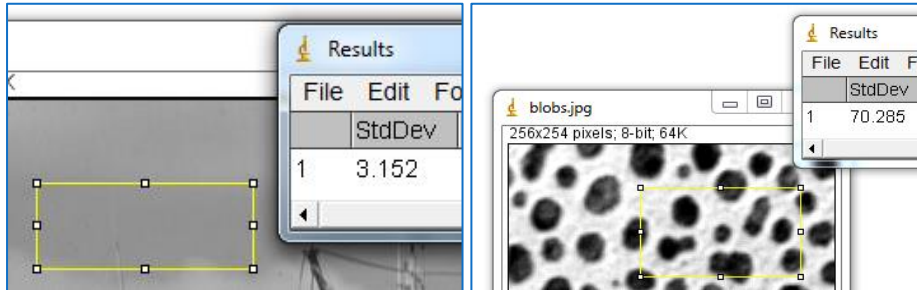 Results
File Edit Fo
StdDev
1 3.152
Results
File Edit F
StdDev
1 70.285
blobs.jpg
256x254 pixels; 8-bit; 64K